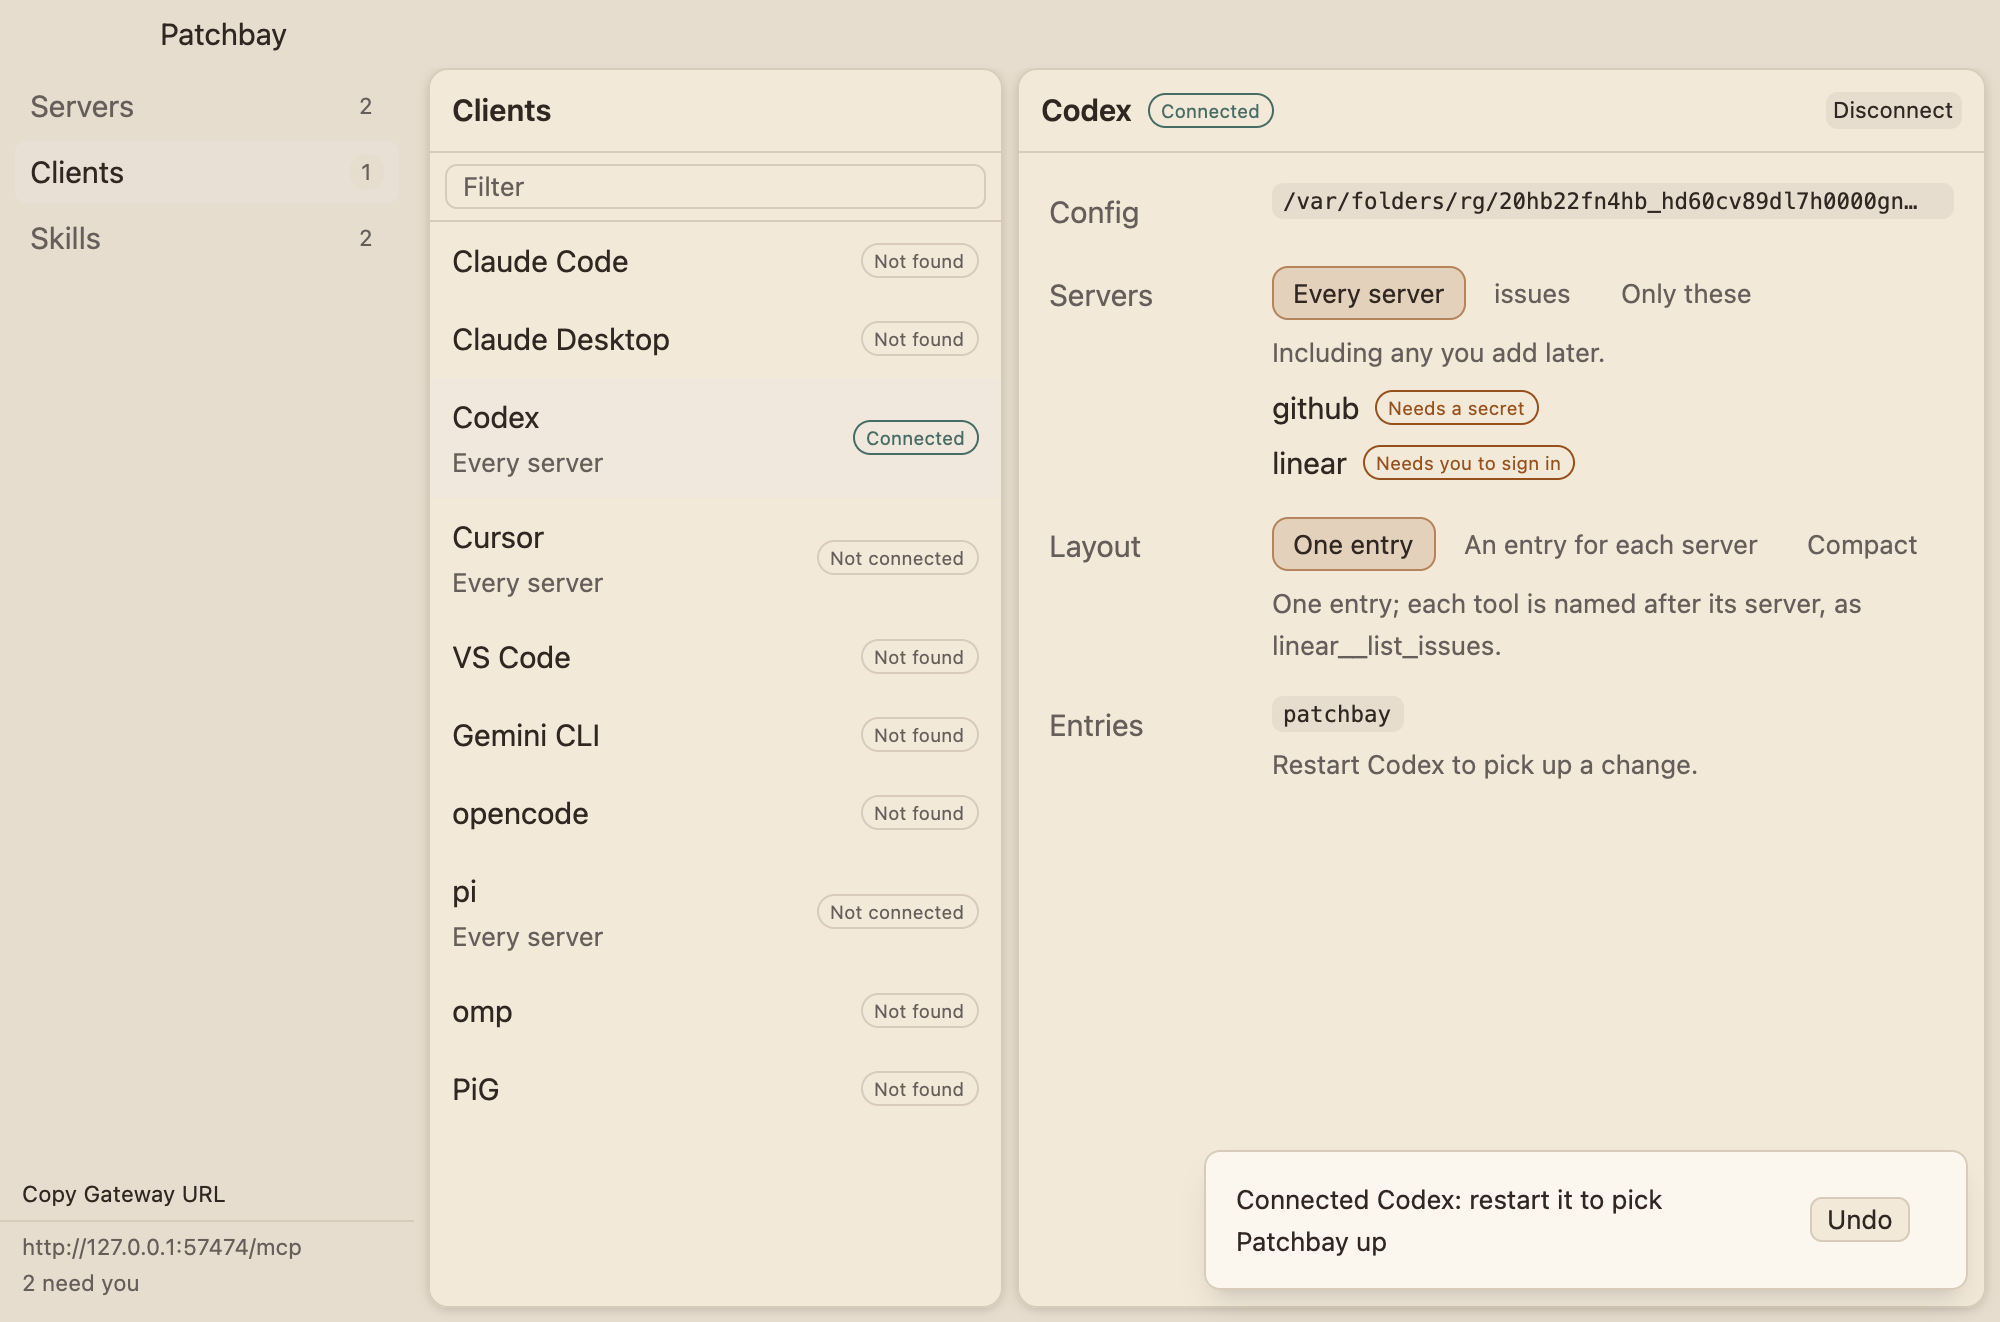 Patchbay
Servers 2
Clients 1
Skills 2
Copy Gateway URL
http://127.0.0.1:57474/mcp
2 need you
Clients
Filter
Claude Code Not found
Claude Desktop Not found
Codex Connected
Every server
Cursor Not connected
Every server
VS Code Not found
Gemini CLI Not found
opencode Not found
pi Not connected
Every server
omp Not found
PiG Not found
Codex Connected Disconnect
Config /var/folders/rg/20hb22fn4hb_hd60cv89dl7h0000gn…
Servers Every server issues Only these
Including any you add later.
github Needs a secret
linear Needs you to sign in
Layout One entry An entry for each server Compact
One entry; each tool is named after its server, as
linear__list_issues.
Entries patchbay
Restart Codex to pick up a change.
Connected Codex: restart it to pick
Patchbay up
Undo